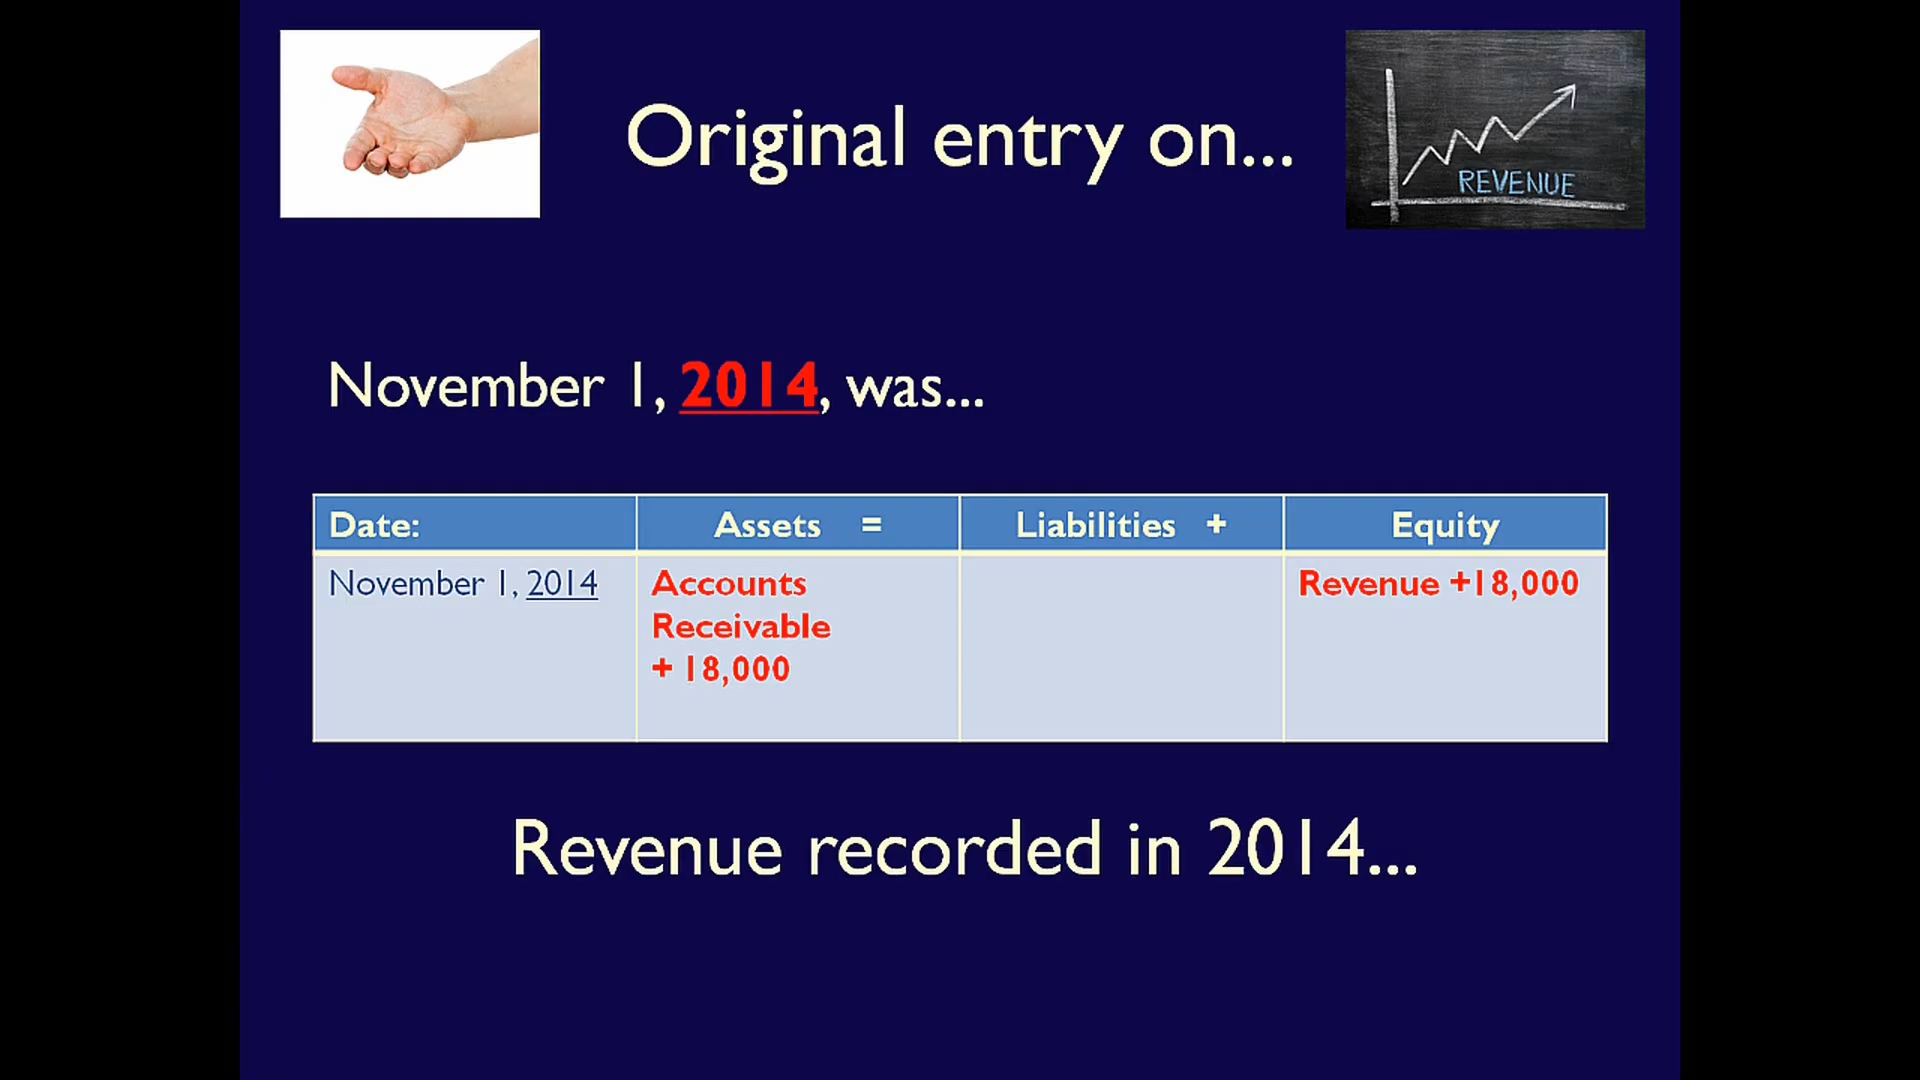 Original entry on...
REVENUE
November 1, 2014, was...
Date: Assets = Liabilities + Equity
November 1, 2014 Accounts Revenue +18,000
Receivable
+ 18,000
Revenue recorded in 2014...